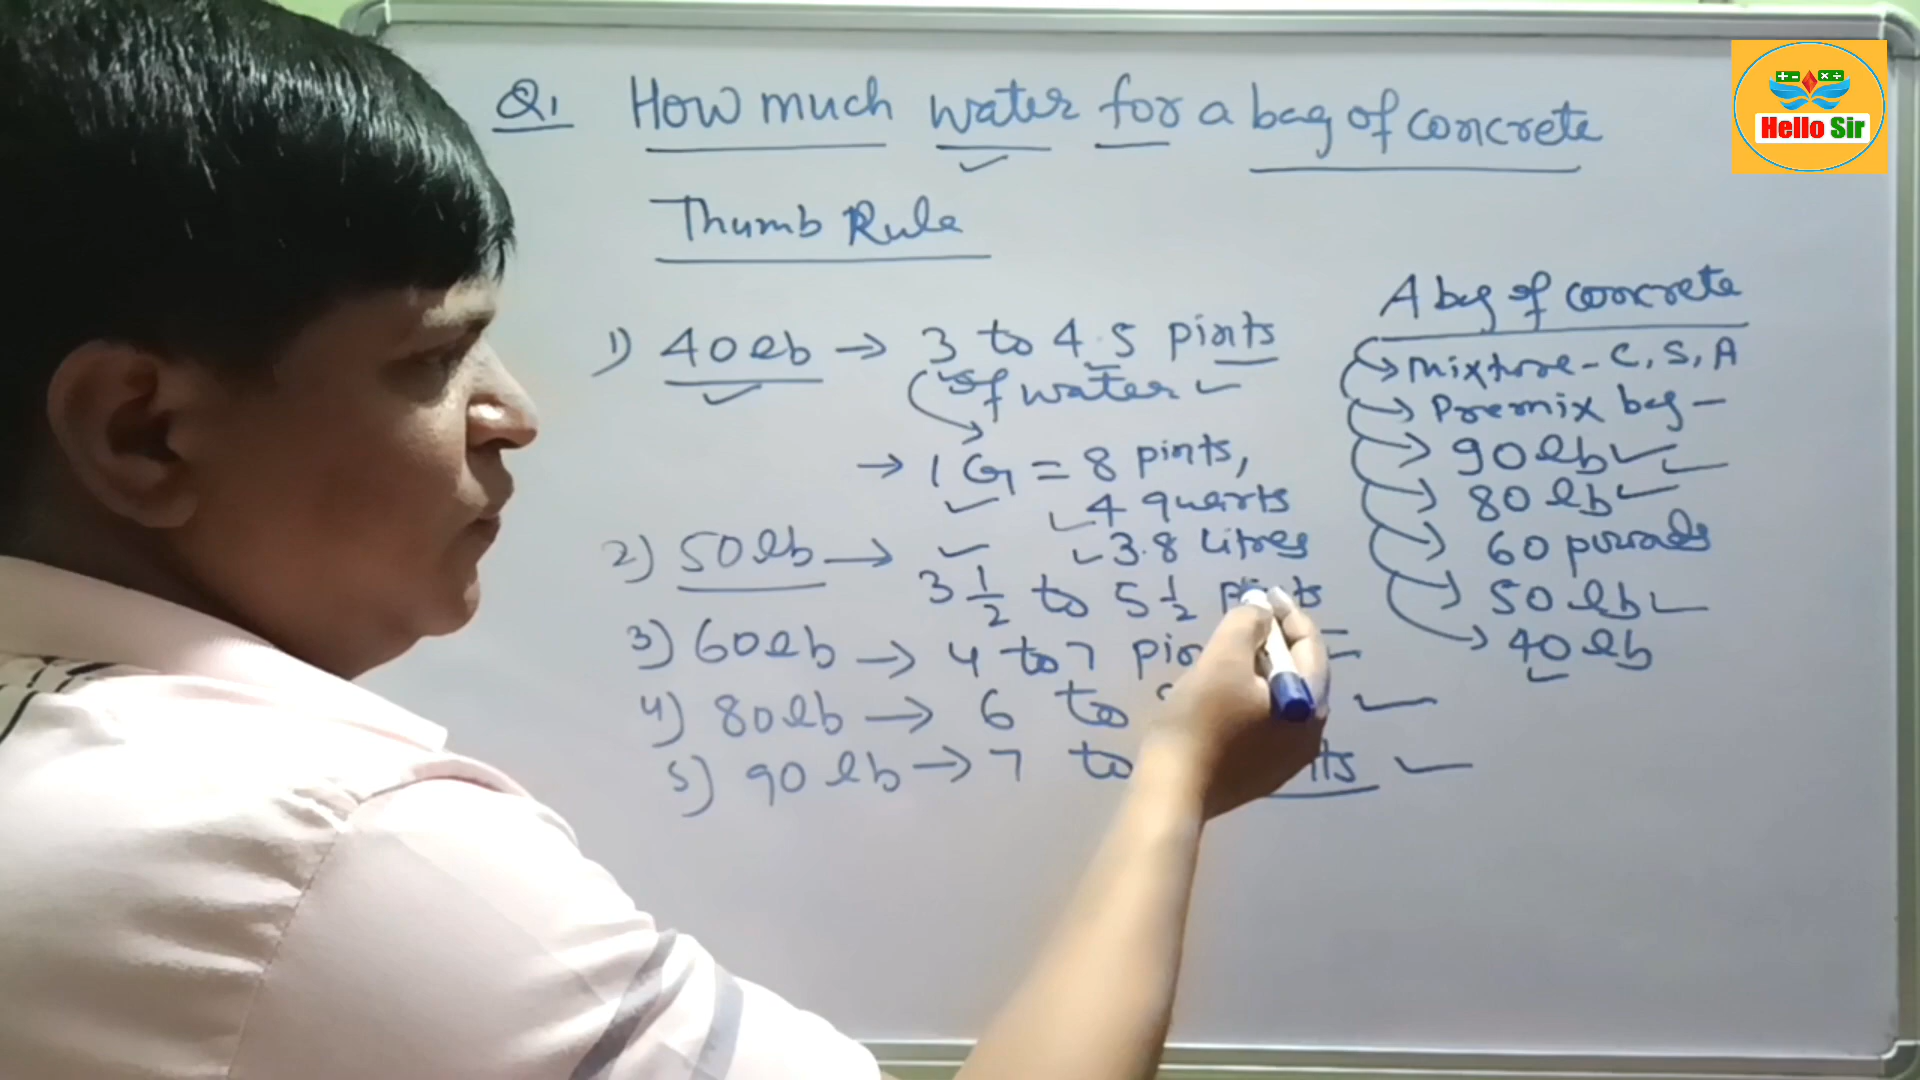 Q1 How much water for a bag of concrete
Thumb Rule
1) 40 lb → 3 to 4.5 pints
of water ✓
→ 1 G = 8 pints,
4 quarts
3.8 Litres
2) 50 lb →
3 1/2 to 5 1/2 pints
3) 60 lb → 4 to 7
4) 80 lb → 6 to
5) 90 lb → 7 to
A bag of concrete
→ mixture - C, S, A
→ Premix bag -
→ 90 lb ✓
→ 80 lb ✓
→ 60 pounds
→ 50 lb ✓
→ 40 lb
+ - × ÷
Hello Sir